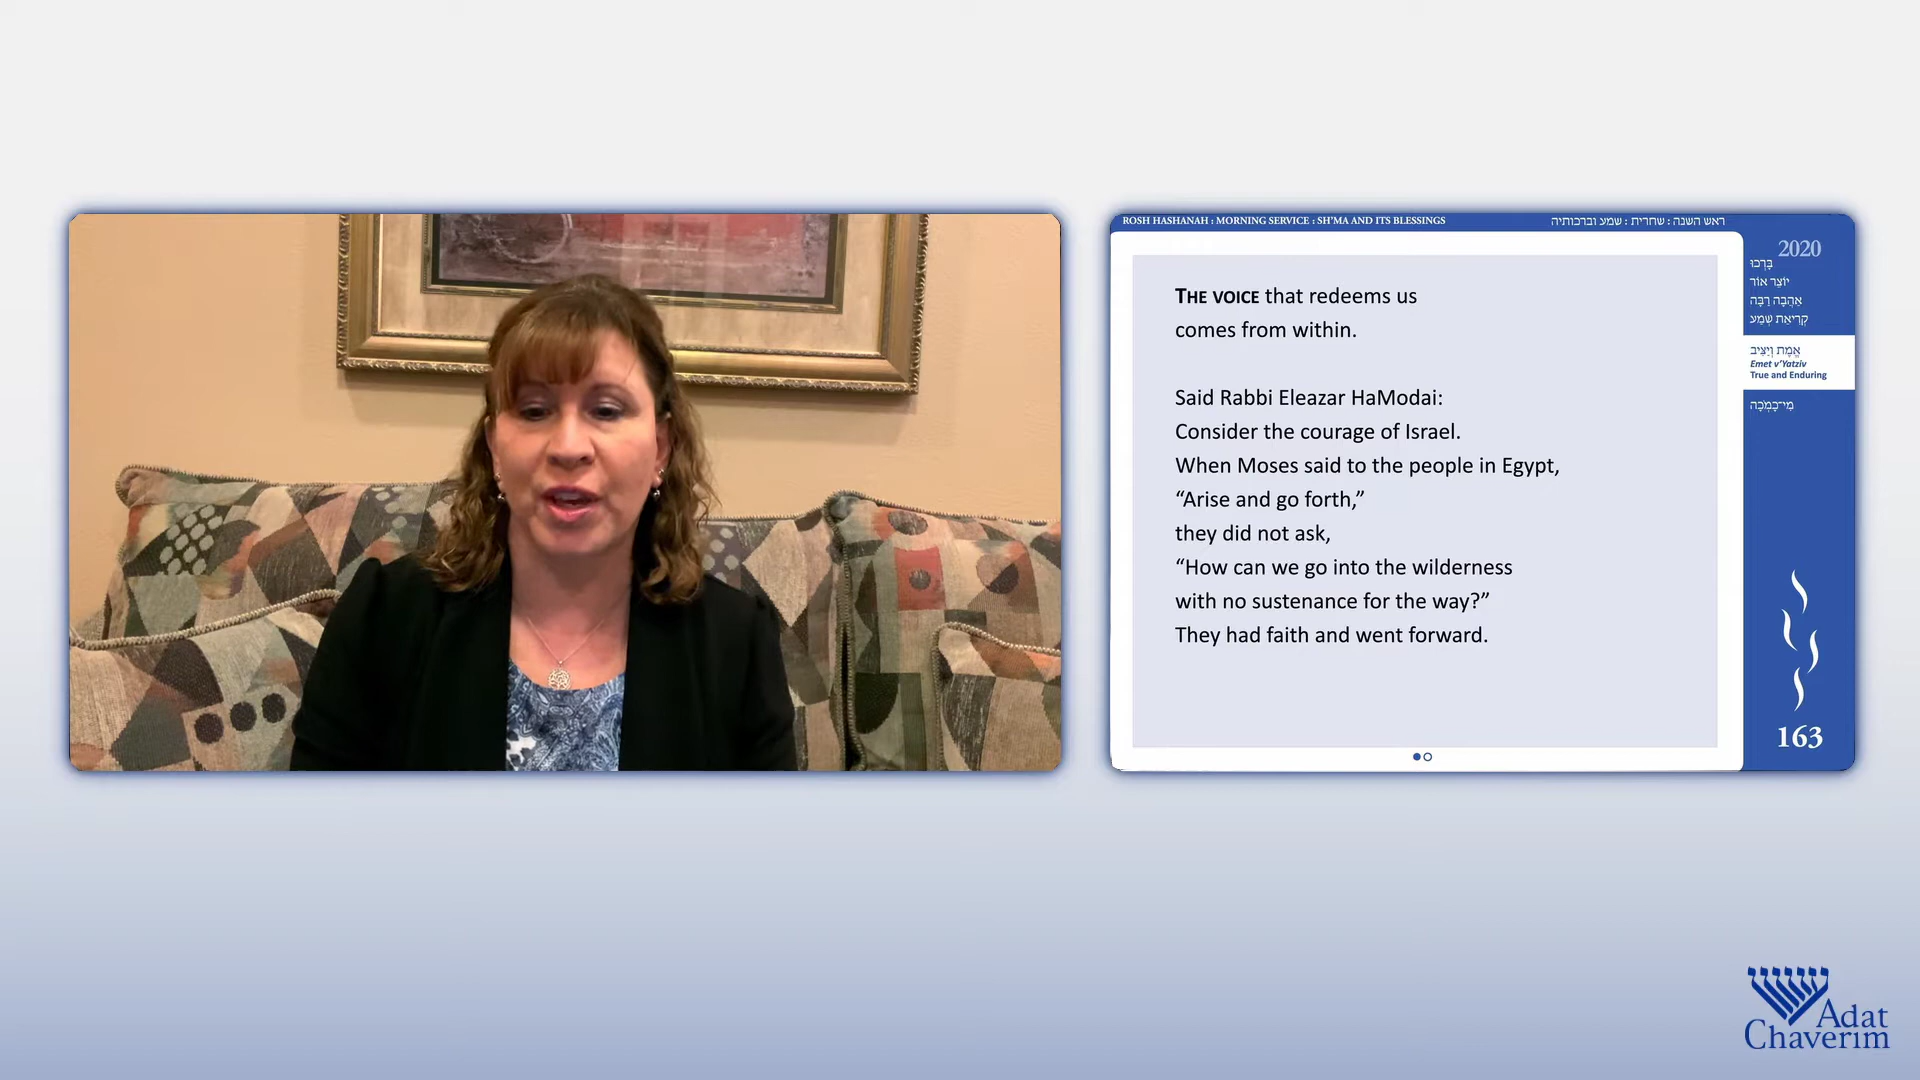 ROSH HASHANAH : MORNING SERVICE : SH'MA AND ITS BLESSINGS
ראש השנה : שחרית : שמע וברכותיה
THE VOICE that redeems us
comes from within.
Said Rabbi Eleazar HaModai:
Consider the courage of Israel.
When Moses said to the people in Egypt,
“Arise and go forth,”
they did not ask,
“How can we go into the wilderness
with no sustenance for the way?”
They had faith and went forward.
2020
בָּרְכוּ
יוֹצֵר אוֹר
אַהֲבָה רַבָּה
קְרִיאַת שְׁמַע
אֱמֶת וְיַצִּיב
Emet v'Yatziv
True and Enduring
מִי־כָמֹכָה
163
Adat
Chaverim